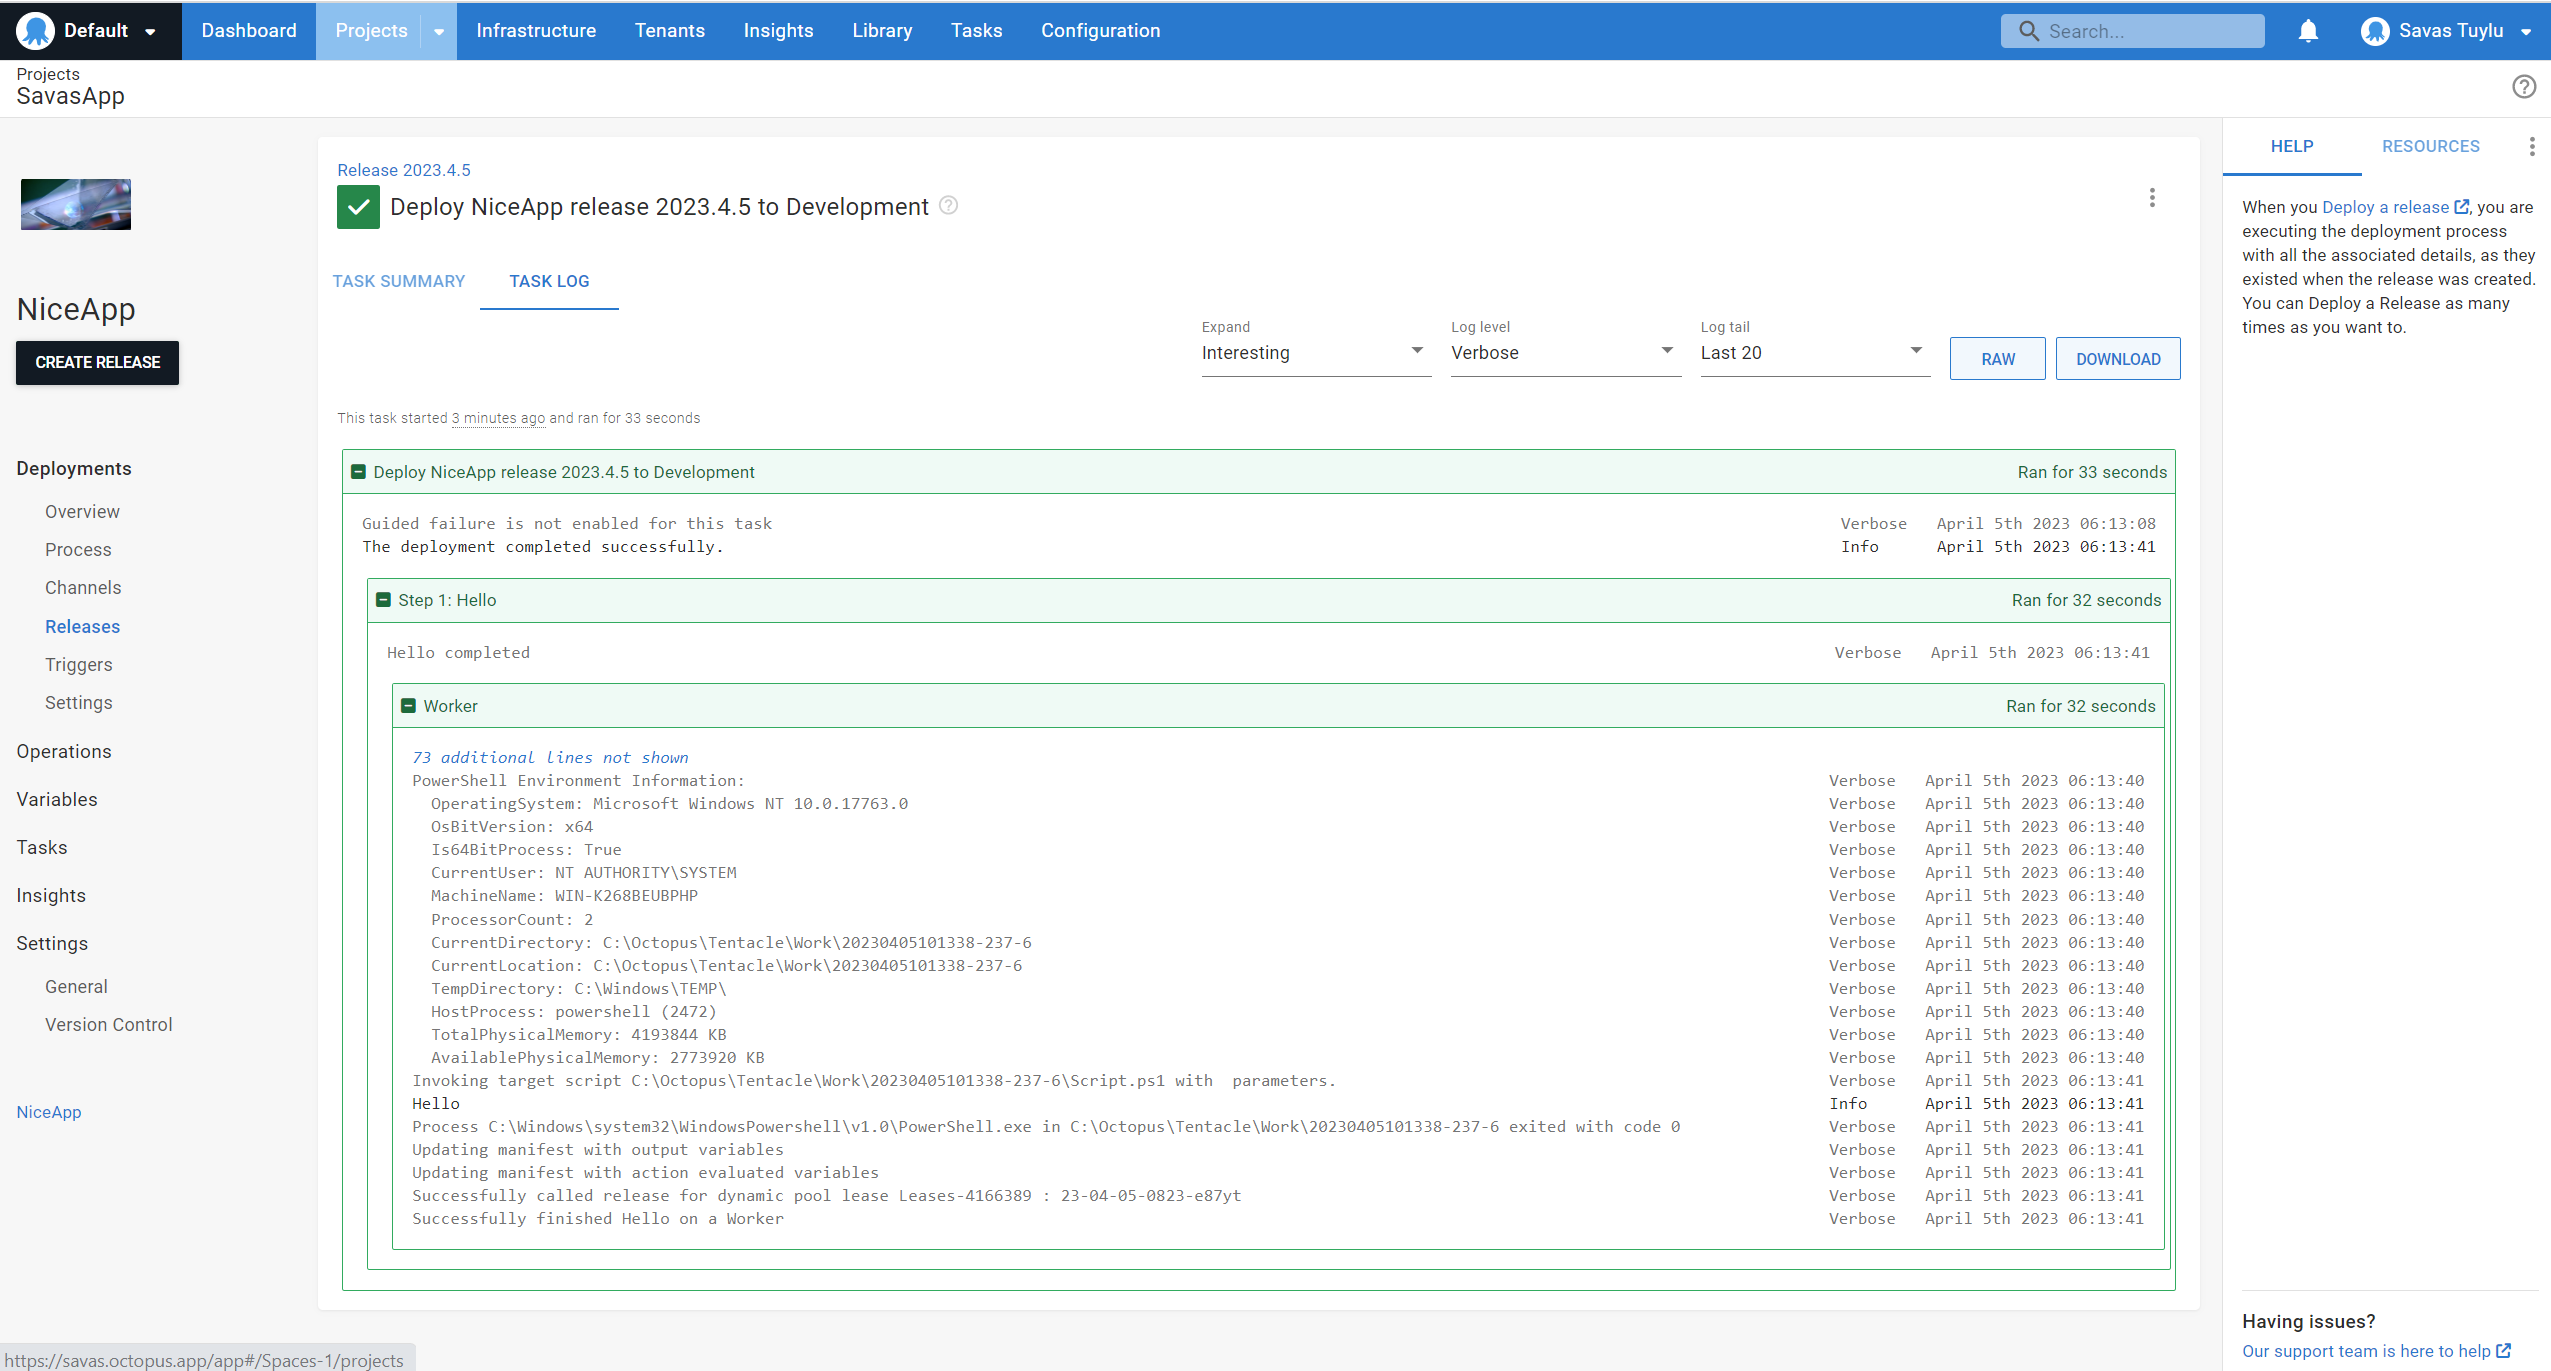 Default
Dashboard
Projects
Infrastructure
Tenants
Insights
Library
Tasks
Configuration
Search...
Savas Tuylu
Projects
SavasApp
NiceApp
CREATE RELEASE
Deployments
Overview
Process
Channels
Releases
Triggers
Settings
Operations
Variables
Tasks
Insights
Settings
General
Version Control
NiceApp
Release 2023.4.5
Deploy NiceApp release 2023.4.5 to Development
TASK SUMMARY
TASK LOG
Expand
Interesting
Log level
Verbose
Log tail
Last 20
RAW
DOWNLOAD
This task started 3 minutes ago and ran for 33 seconds
Deploy NiceApp release 2023.4.5 to Development Ran for 33 seconds
Guided failure is not enabled for this task Verbose April 5th 2023 06:13:08
The deployment completed successfully. Info April 5th 2023 06:13:41
Step 1: Hello Ran for 32 seconds
Hello completed Verbose April 5th 2023 06:13:41
Worker Ran for 32 seconds
73 additional lines not shown
PowerShell Environment Information: Verbose April 5th 2023 06:13:40
OperatingSystem: Microsoft Windows NT 10.0.17763.0 Verbose April 5th 2023 06:13:40
OsBitVersion: x64 Verbose April 5th 2023 06:13:40
Is64BitProcess: True Verbose April 5th 2023 06:13:40
CurrentUser: NT AUTHORITY\SYSTEM Verbose April 5th 2023 06:13:40
MachineName: WIN-K268BEUBPHP Verbose April 5th 2023 06:13:40
ProcessorCount: 2 Verbose April 5th 2023 06:13:40
CurrentDirectory: C:\Octopus\Tentacle\Work\20230405101338-237-6 Verbose April 5th 2023 06:13:40
CurrentLocation: C:\Octopus\Tentacle\Work\20230405101338-237-6 Verbose April 5th 2023 06:13:40
TempDirectory: C:\Windows\TEMP\ Verbose April 5th 2023 06:13:40
HostProcess: powershell (2472) Verbose April 5th 2023 06:13:40
TotalPhysicalMemory: 4193844 KB Verbose April 5th 2023 06:13:40
AvailablePhysicalMemory: 2773920 KB Verbose April 5th 2023 06:13:40
Invoking target script C:\Octopus\Tentacle\Work\20230405101338-237-6\Script.ps1 with  parameters. Verbose April 5th 2023 06:13:41
Hello Info April 5th 2023 06:13:41
Process C:\Windows\system32\WindowsPowershell\v1.0\PowerShell.exe in C:\Octopus\Tentacle\Work\20230405101338-237-6 exited with code 0 Verbose April 5th 2023 06:13:41
Updating manifest with output variables Verbose April 5th 2023 06:13:41
Updating manifest with action evaluated variables Verbose April 5th 2023 06:13:41
Successfully called release for dynamic pool lease Leases-4166389 : 23-04-05-0823-e87yt Verbose April 5th 2023 06:13:41
Successfully finished Hello on a Worker Verbose April 5th 2023 06:13:41
HELP
RESOURCES
When you Deploy a release, you are
executing the deployment process
with all the associated details, as they
existed when the release was created.
You can Deploy a Release as many
times as you want to.
Having issues?
Our support team is here to help
https://savas.octopus.app/app#/Spaces-1/projects